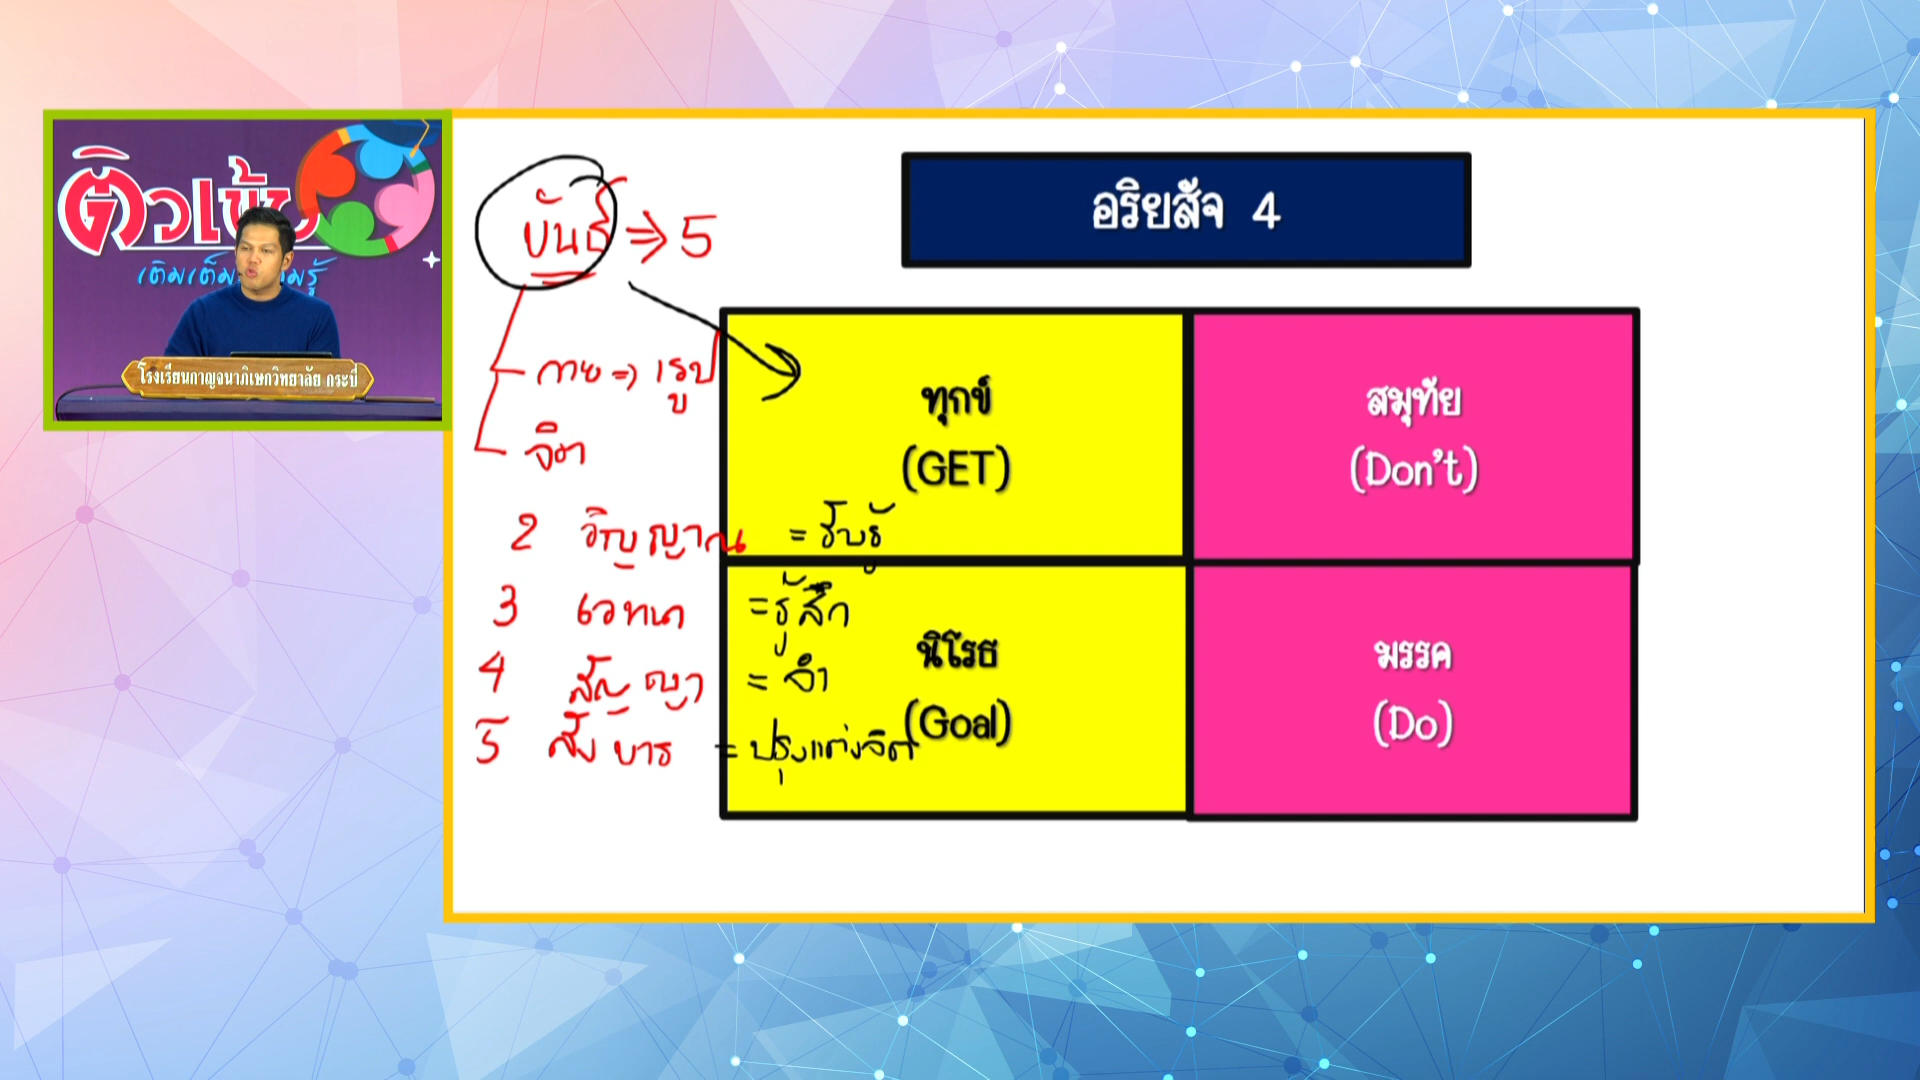 ติวเข้ม
เติมเต็มความรู้
โรงเรียนกาญจนาภิเษกวิทยาลัย กระบี่
อริยสัจ 4
ขันธ์ ⇒ 5
กาย ⇒ 1 รูป
จิต
2 วิญญาณ = รับรู้
3 เวทนา = รู้สึก
4 สัญญา = จำ
5 สังขาร = ปรุงแต่งจิต
ทุกข์
(GET)
สมุทัย
(Don't)
นิโรธ
(Goal)
มรรค
(Do)